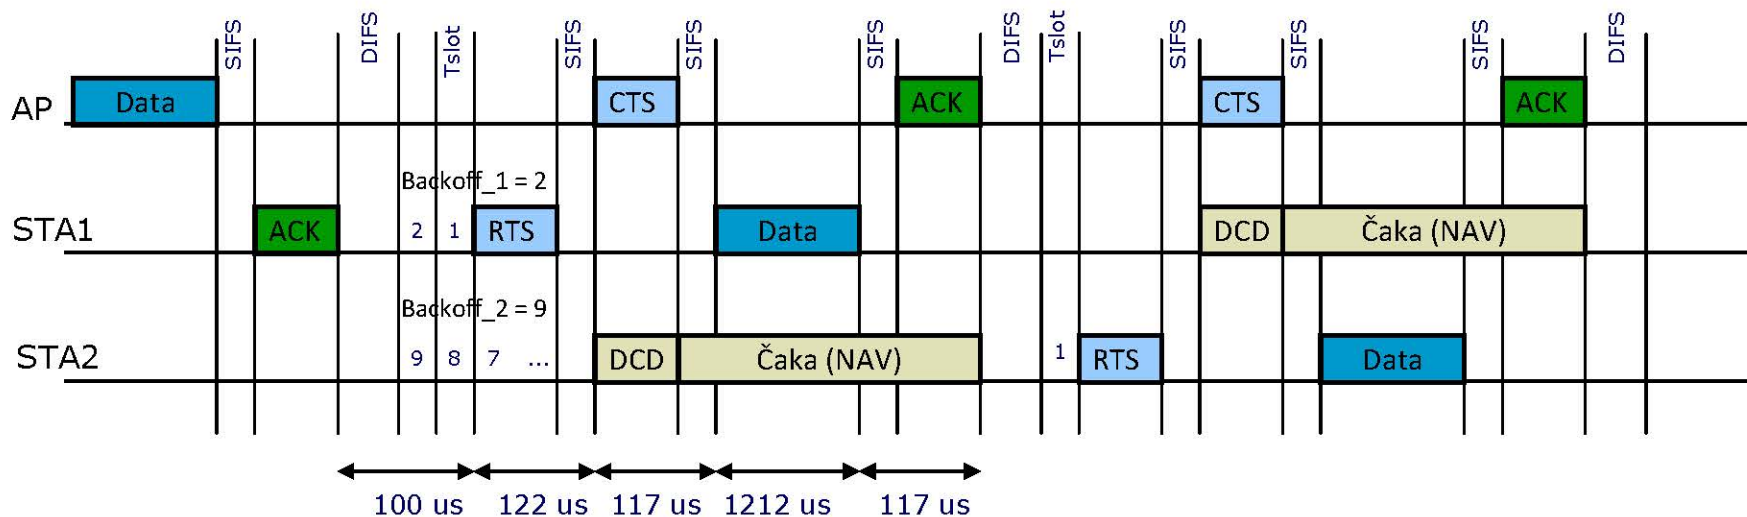 SIFS DIFS Tslot SIFS SIFS SIFS DIFS Tslot SIFS SIFS SIFS DIFS
AP Data CTS ACK CTS ACK
Backoff_1 = 2
STA1 ACK 2 1 RTS Data DCD Čaka (NAV)
Backoff_2 = 9
STA2 9 8 7 ... DCD Čaka (NAV) 1 RTS Data
100 us 122 us 117 us 1212 us 117 us